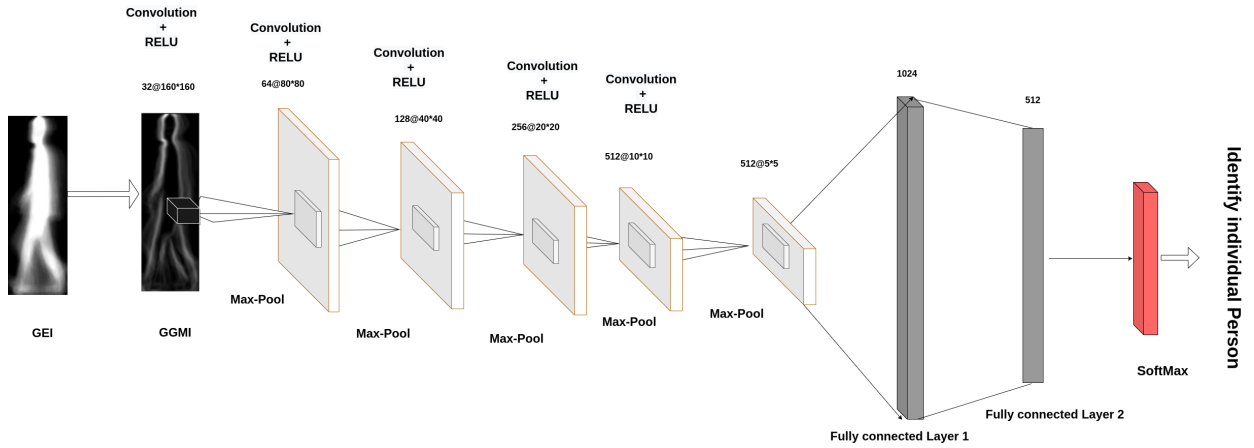 Convolution
+
RELU
32@160*160
Convolution
+
RELU
64@80*80
Convolution
+
RELU
128@40*40
Convolution
+
RELU
256@20*20
Convolution
+
RELU
512@10*10
512@5*5
1024
512
GEI
GGMI
Max-Pool
Max-Pool
Max-Pool
Max-Pool
Max-Pool
Fully connected Layer 1
Fully connected Layer 2
SoftMax
Identify individual Person